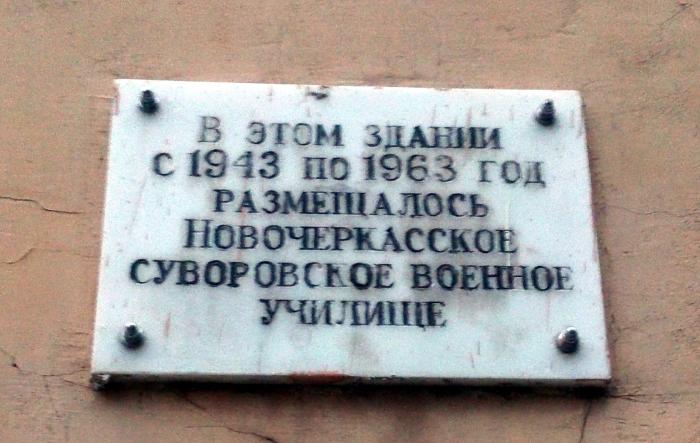 В ЭТОМ ЗДАНИИ
С 1943 ПО 1963 ГОД
РАЗМЕЩАЛОСЬ
НОВОЧЕРКАССКОЕ
СУВОРОВСКОЕ ВОЕННОЕ
УЧИЛИЩЕ